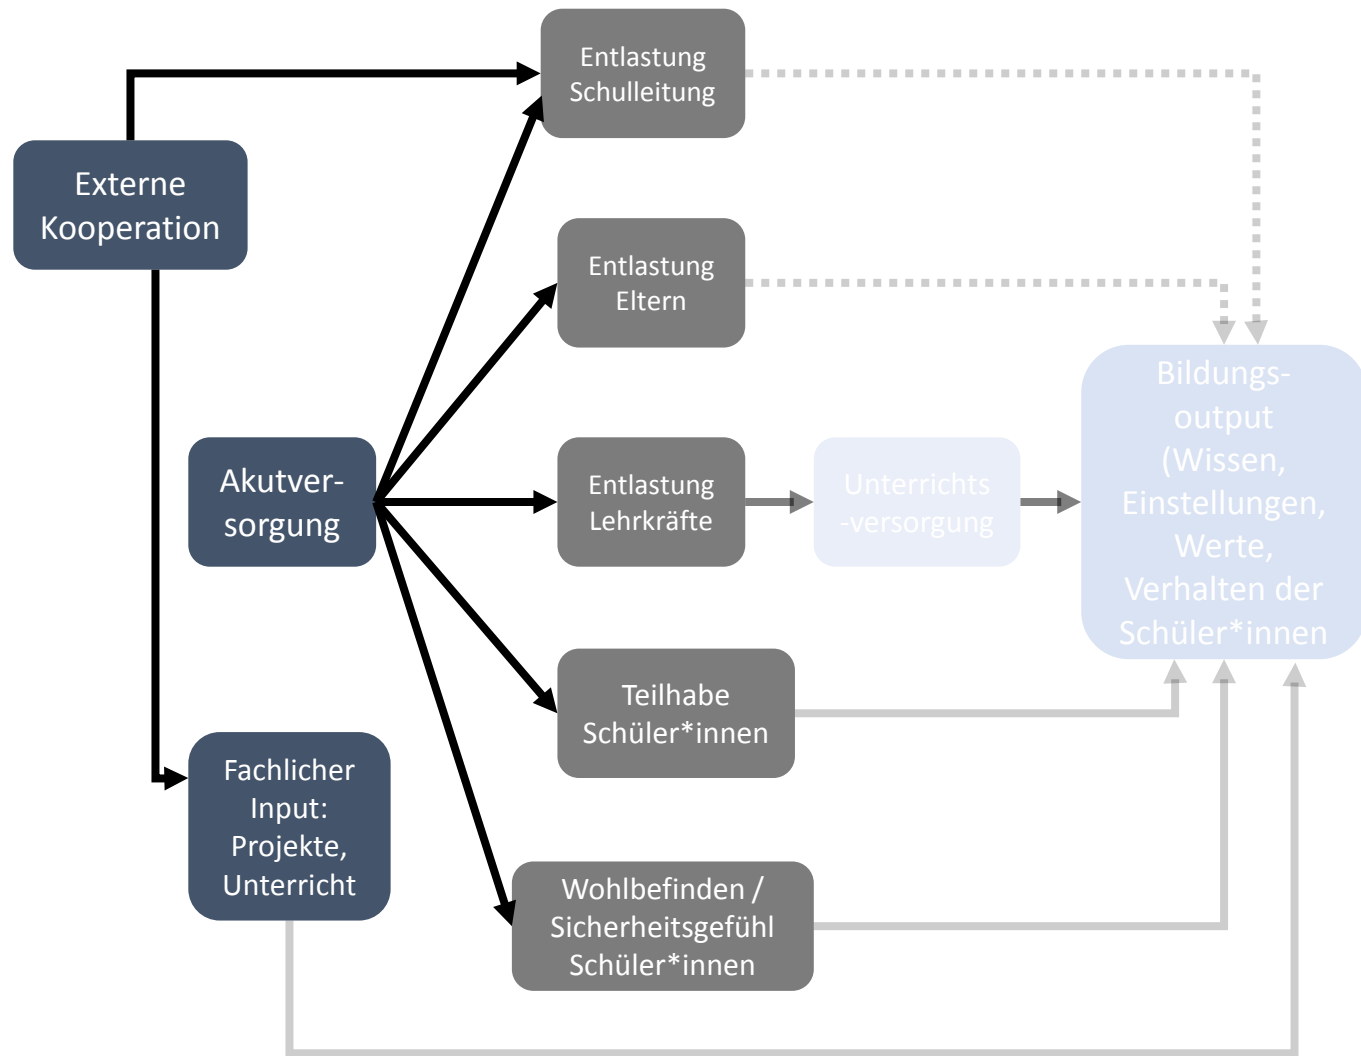 Entlastung
Schulleitung
Externe
Kooperation
Entlastung
Eltern
Akutver-
sorgung
Entlastung
Lehrkräfte
Unterrichts
-versorgung
Bildungs-
output
(Wissen,
Einstellungen,
Werte,
Verhalten der
Schüler*innen
Teilhabe
Schüler*innen
Fachlicher
Input:
Projekte,
Unterricht
Wohlbefinden /
Sicherheitsgefühl
Schüler*innen